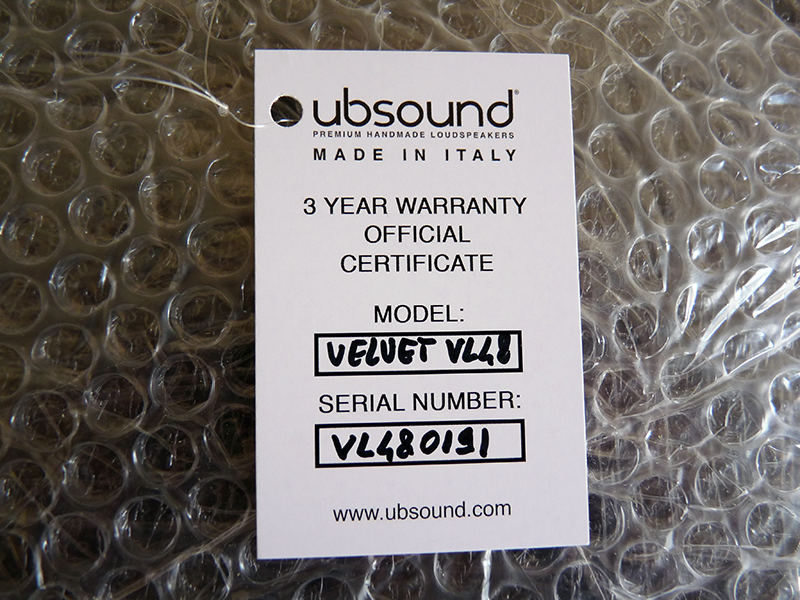 ubsound®
PREMIUM HANDMADE LOUDSPEAKERS
MADE IN ITALY
3 YEAR WARRANTY
OFFICIAL
CERTIFICATE
MODEL:
VELVET VL48
SERIAL NUMBER:
VL480191
www.ubsound.com